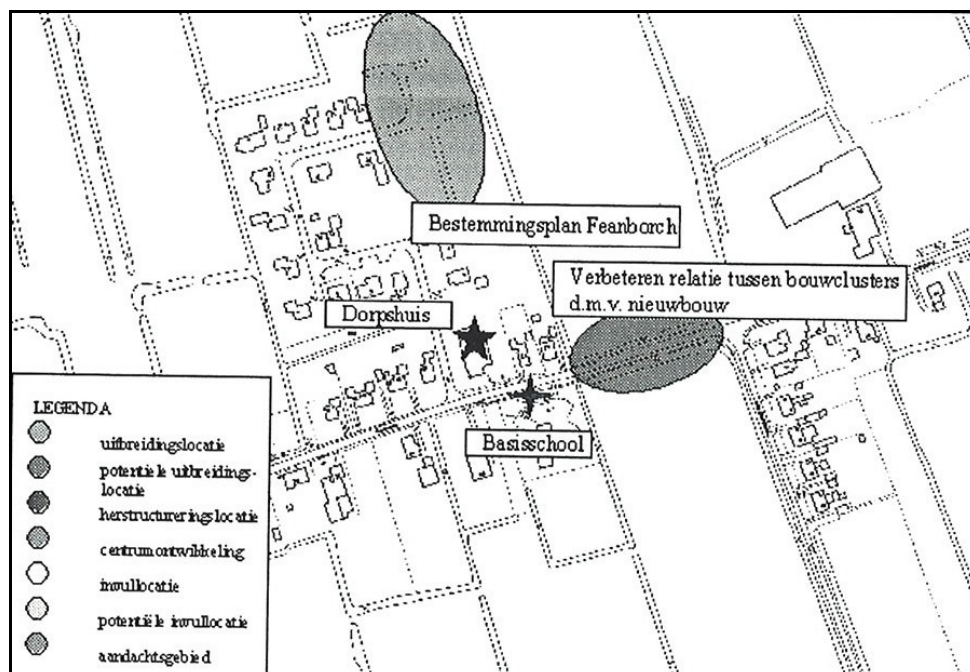 Bestemmingsplan Feanborch
Verbeteren relatie tussen bouwclusters
d.m.v. nieuwbouw
Dorpshuis
Basisschool
LEGENDA
uitbreidingslocatie
potentiële uitbreidings-
locatie
herstructureringslocatie
centrumontwikkeling
invullocatie
potentiële invullocatie
aandachtsgebied